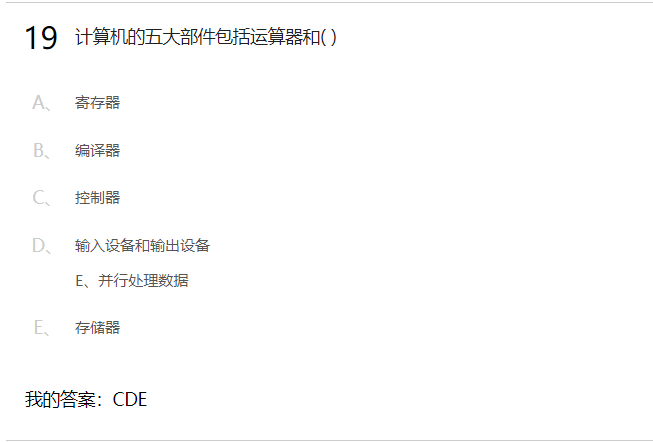 19 计算机的五大部件包括运算器和( )
A、 寄存器
B、 编译器
C、 控制器
D、 输入设备和输出设备
E、并行处理数据
E、 存储器
我的答案：CDE